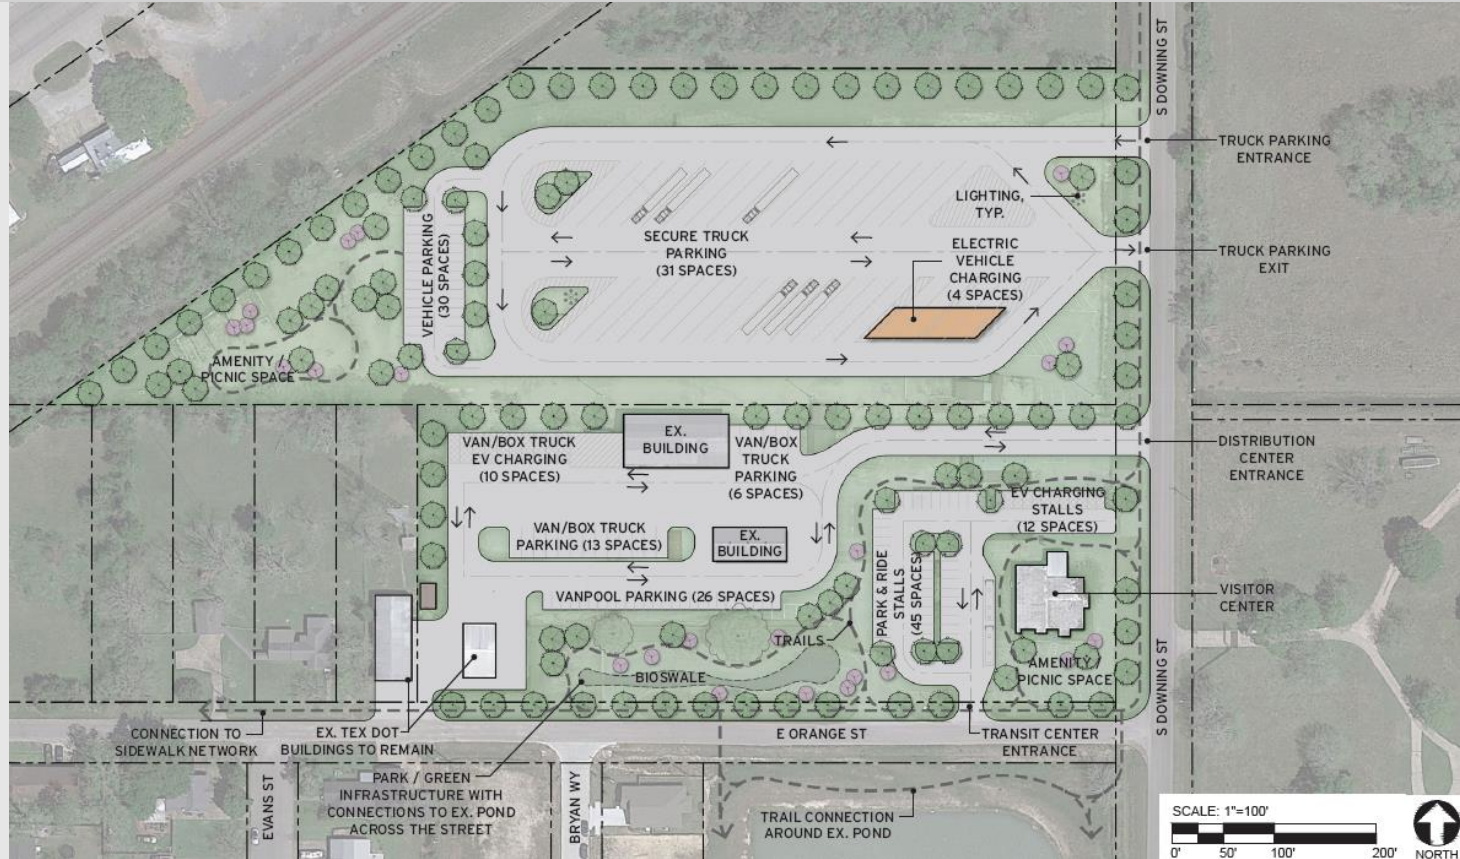 S DOWNING ST
TRUCK PARKING
ENTRANCE
LIGHTING,
TYP.
SECURE TRUCK
PARKING
(31 SPACES)
ELECTRIC
VEHICLE
CHARGING
(4 SPACES)
TRUCK PARKING
EXIT
VEHICLE PARKING
(30 SPACES)
AMENITY /
PICNIC SPACE
VAN/BOX TRUCK
EV CHARGING
(10 SPACES)
EX.
BUILDING
VAN/BOX
TRUCK
PARKING
(6 SPACES)
DISTRIBUTION
CENTER
ENTRANCE
EV CHARGING
STALLS
(12 SPACES)
VAN/BOX TRUCK
PARKING (13 SPACES)
EX.
BUILDING
VANPOOL PARKING (26 SPACES)
PARK & RIDE
STALLS
(45 SPACES)
VISITOR
CENTER
TRAILS
AMENITY /
PICNIC SPACE
BIOSWALE
S DOWNING ST
CONNECTION TO
SIDEWALK NETWORK
EX. TEX DOT
BUILDINGS TO REMAIN
E ORANGE ST
TRANSIT CENTER
ENTRANCE
EVANS ST
PARK / GREEN
INFRASTRUCTURE WITH
CONNECTIONS TO EX. POND
ACROSS THE STREET
BRYAN WY
TRAIL CONNECTION
AROUND EX. POND
SCALE: 1"=100'
0' 50' 100' 200'
NORTH